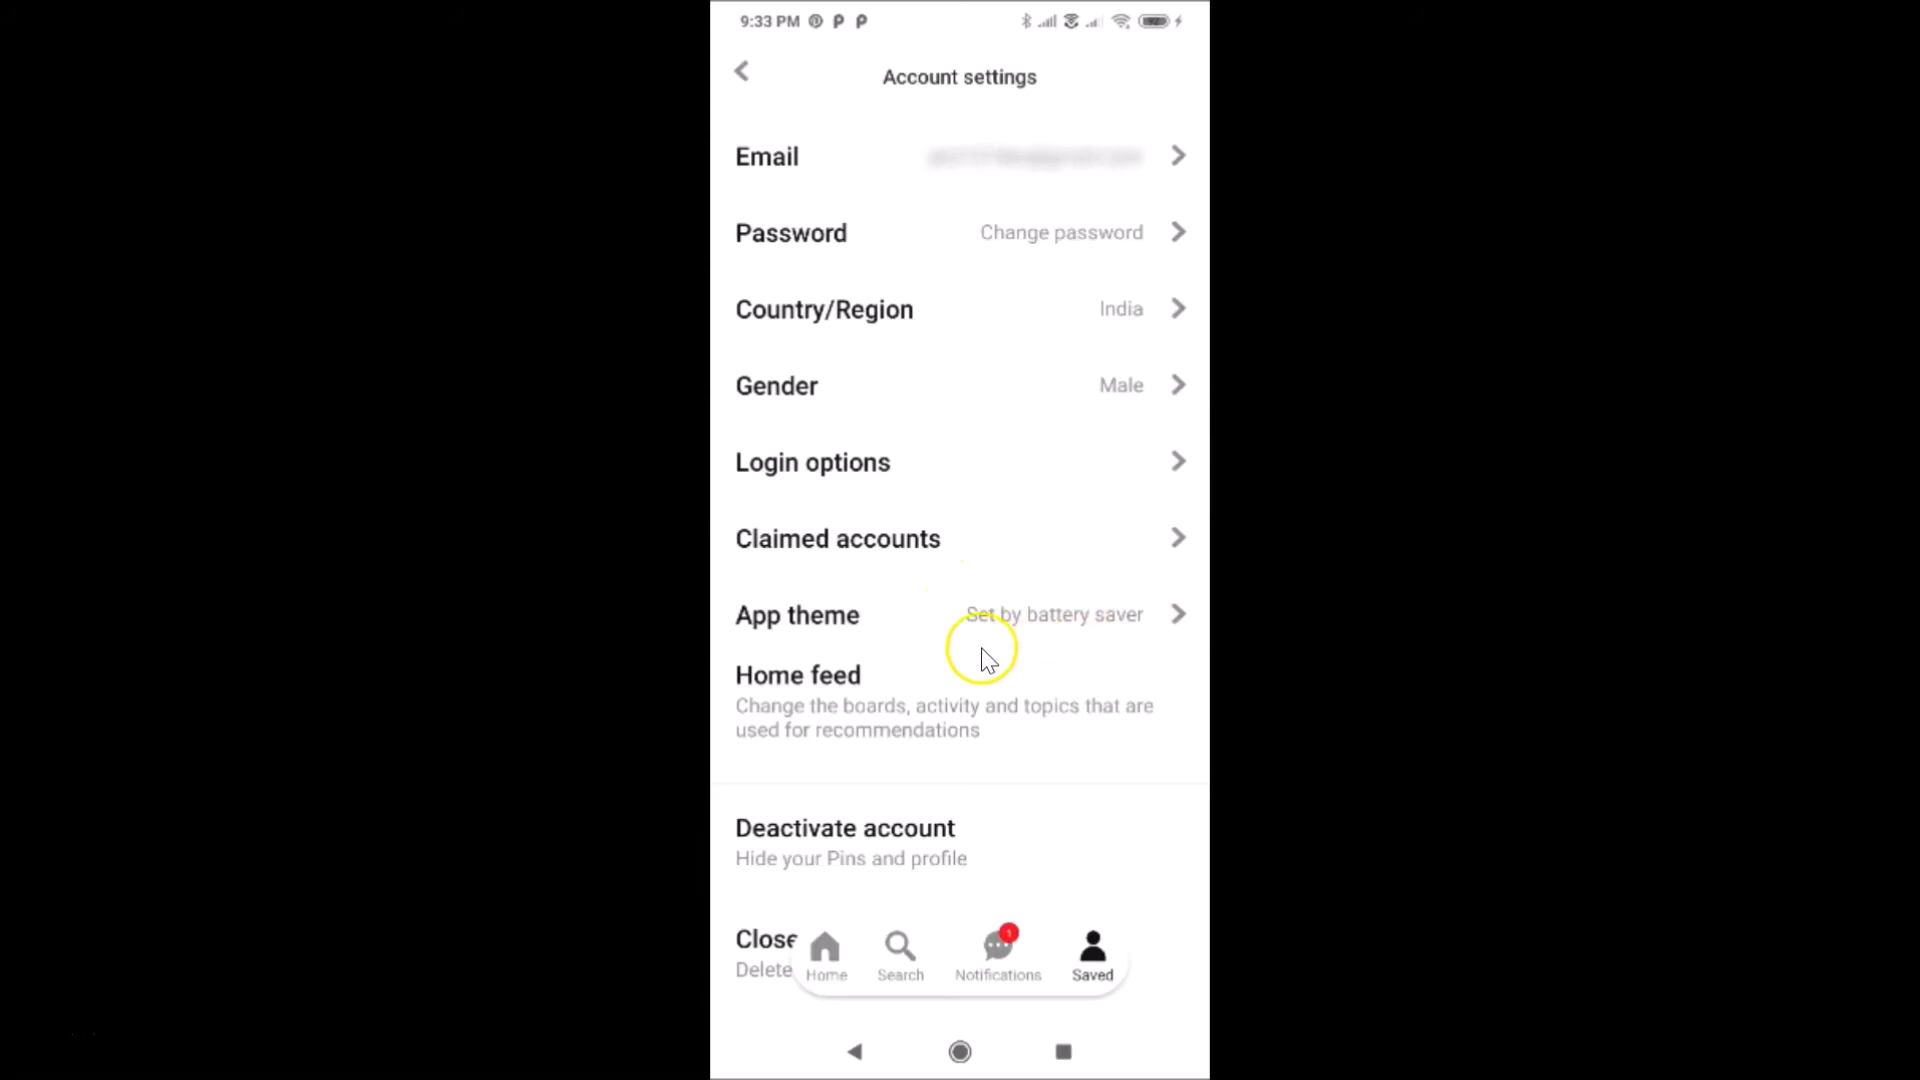 9:33 PM
Account settings
Email
Password Change password
Country/Region India
Gender Male
Login options
Claimed accounts
App theme Set by battery saver
Home feed
Change the boards, activity and topics that are
used for recommendations
Deactivate account
Hide your Pins and profile
Close
Delete
1
Home Search Notifications Saved